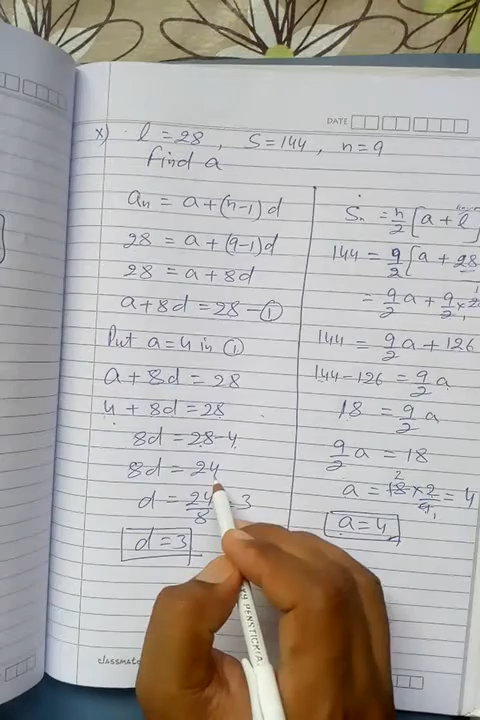 DATE
x) l = 28 , S = 144 , n = 9
find a
aₙ = a + (n-1) d
28 = a + (9-1)d
28 = a + 8d
a + 8d = 28 - ①
Put a = 4 in ①
a + 8d = 28
4 + 8d = 28
8d = 28 - 4
8d = 24
d = 24/8 3
d = 3
Sₙ = n/2 [a + l]
144 = 9/2 [a + 28
= 9/2 a + 9/2 ×
144 = 9/2 a + 126
144 - 126 = 9/2 a
18 = 9/2 a
9/2 a = 18
a = 18 × 2/9 = 4
a = 4
PENSTICK